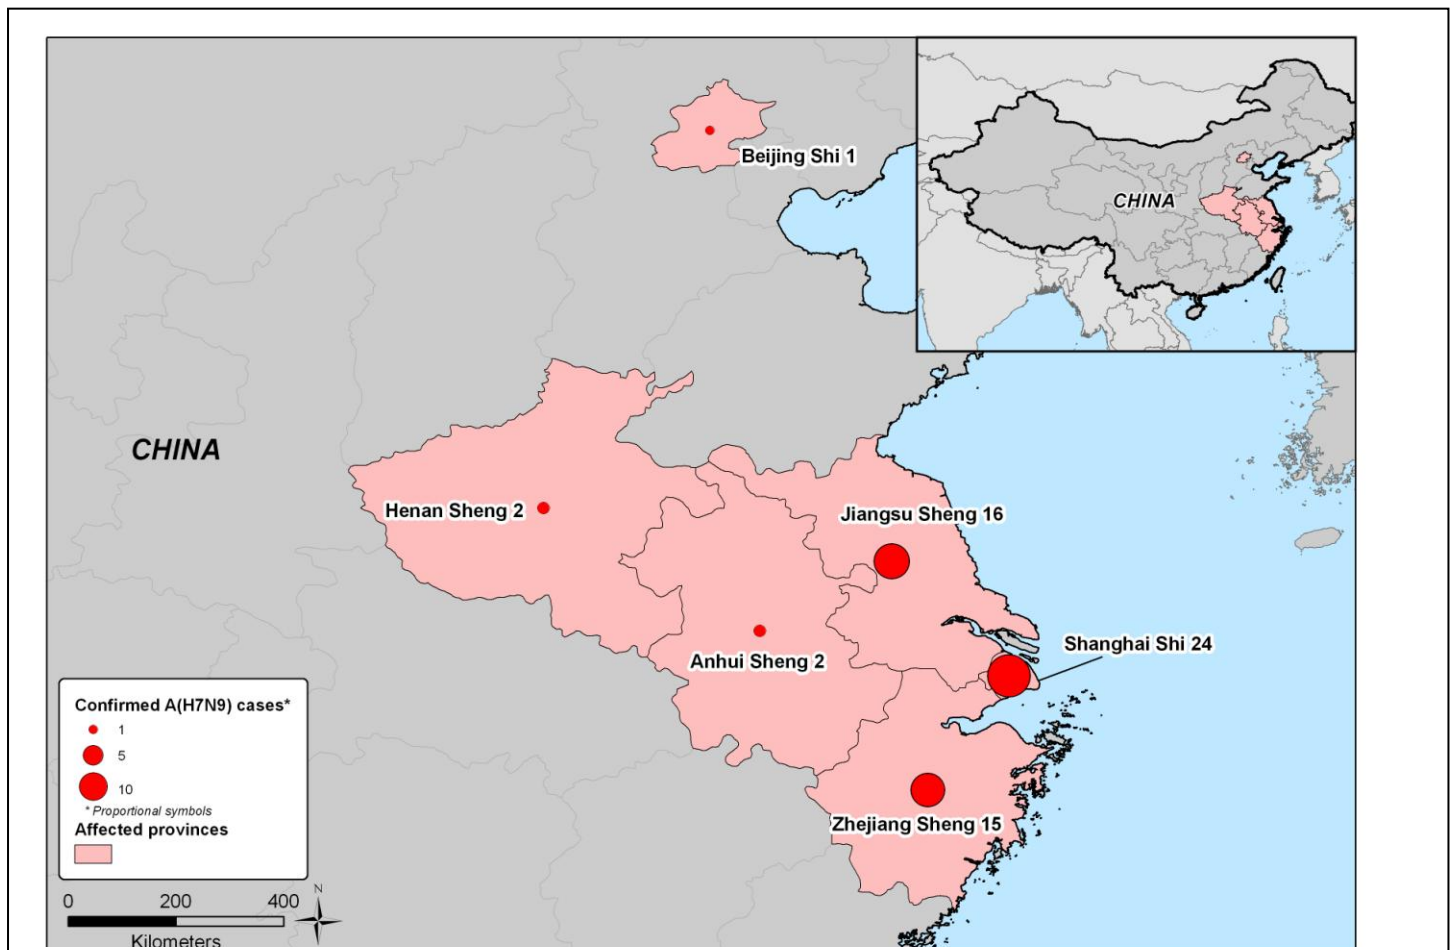 Beijing Shi 1
CHINA
CHINA
Henan Sheng 2
Jiangsu Sheng 16
Anhui Sheng 2
Shanghai Shi 24
Zhejiang Sheng 15
Confirmed A(H7N9) cases*
1
5
10
* Proportional symbols
Affected provinces
0 200 400
N
Kilometers